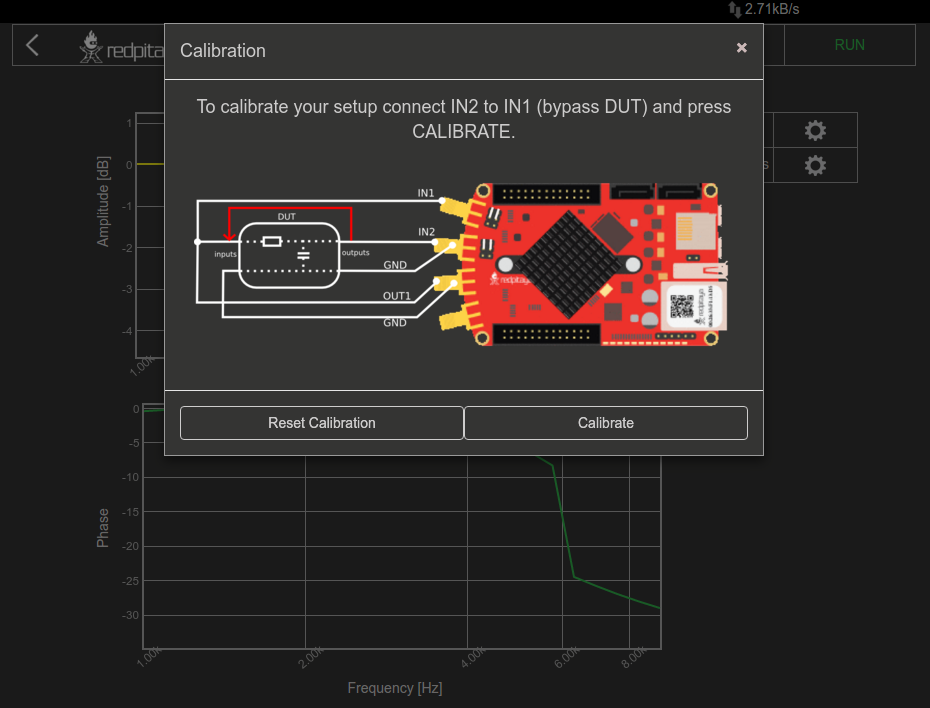 2.71kB/s
redpita
Calibration
×
RUN
To calibrate your setup connect IN2 to IN1 (bypass DUT) and press
CALIBRATE.
1
0
-1
-2
-3
-4
Amplitude [dB]
1.00k
s
IN1
DUT
IN2
inputs
outputs
GND
OUT1
GND
redpitaya
Reset Calibration
Calibrate
0
-5
-10
-15
-20
-25
-30
Phase
1.00k
2.00k
4.00k
6.00k
8.00k
Frequency [Hz]